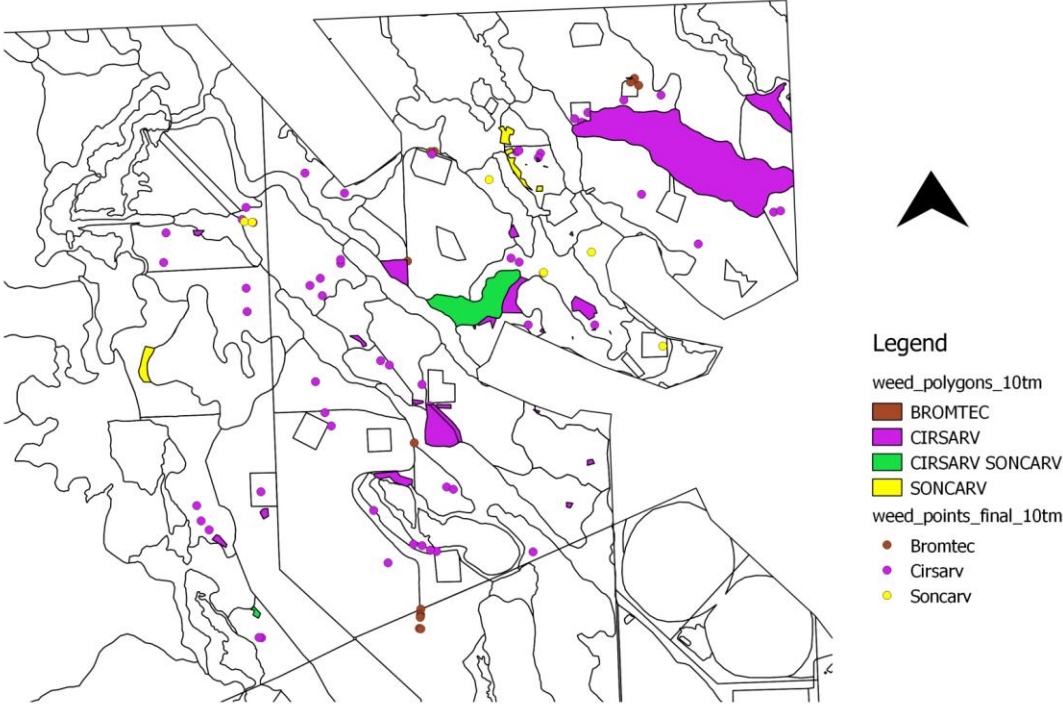 Legend
weed_polygons_10tm
BROMTEC
CIRSARV
CIRSARV SONCARV
SONCARV
weed_points_final_10tm
Bromtec
Cirsarv
Soncarv